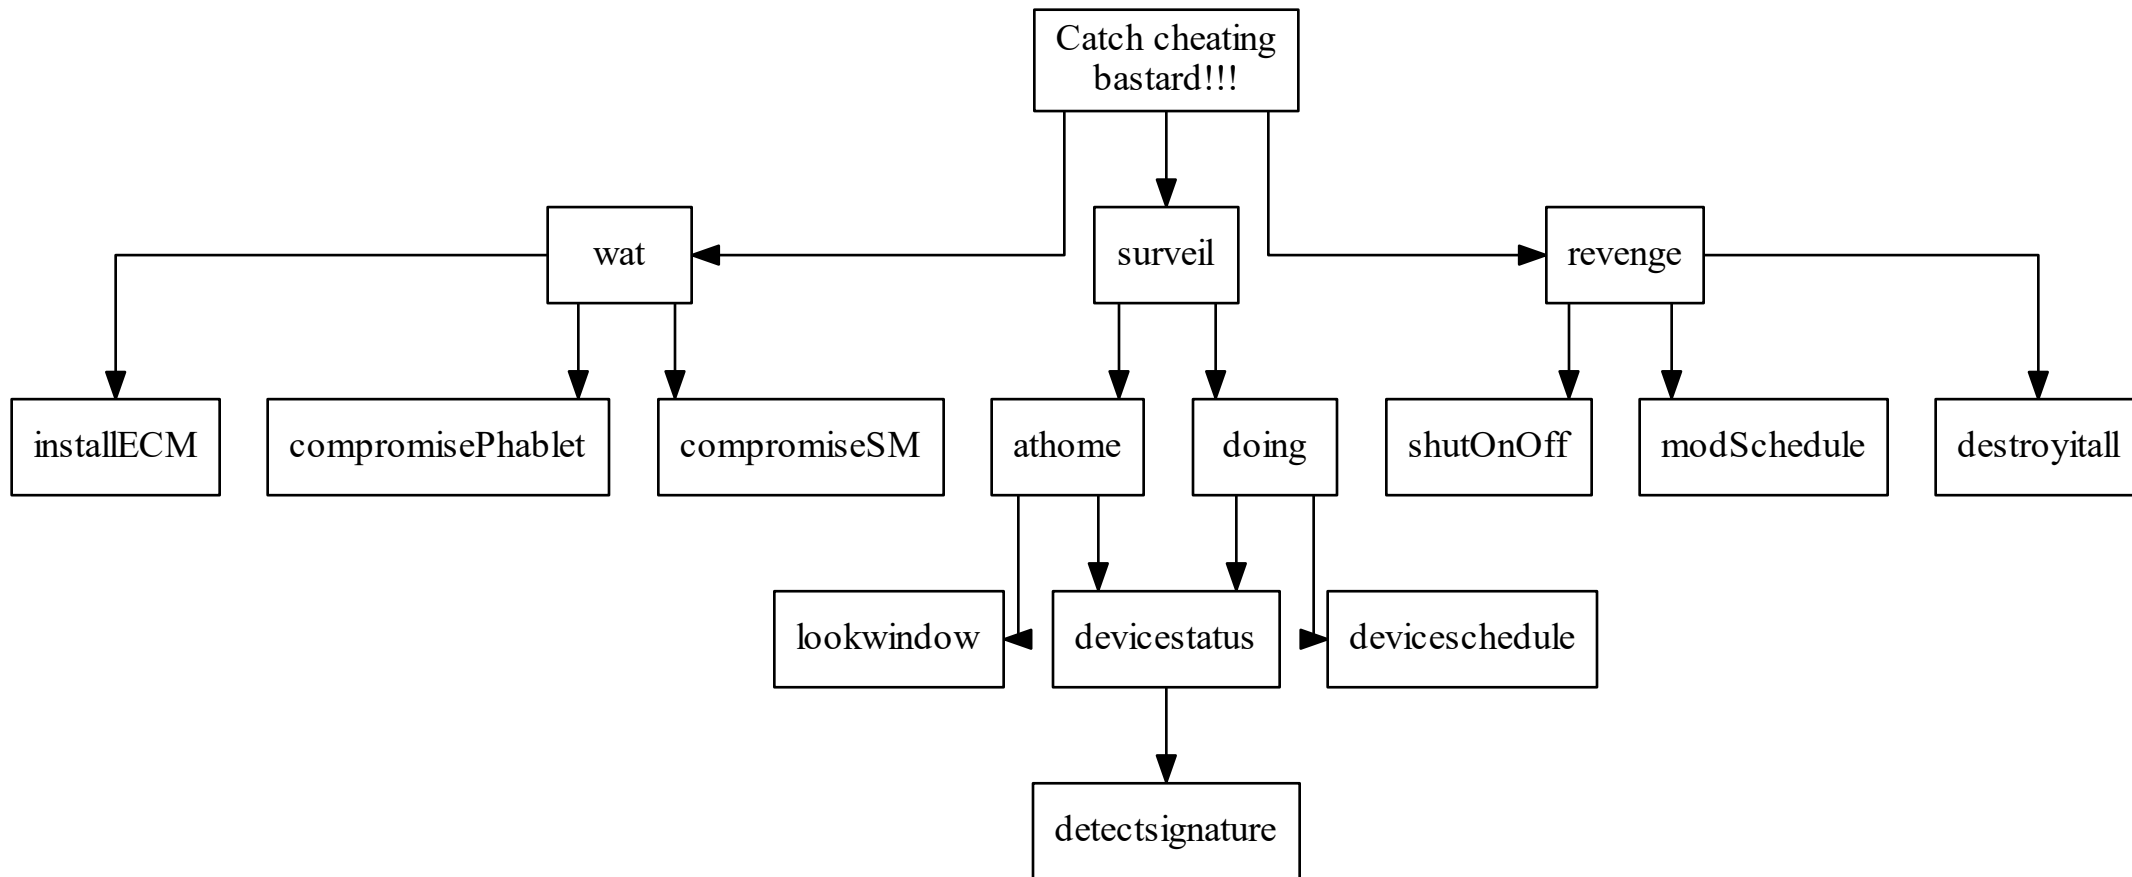 Catch cheating
bastard!!!
wat
surveil
revenge
installECM
compromisePhablet
compromiseSM
athome
doing
shutOnOff
modSchedule
destroyitall
lookwindow
devicestatus
deviceschedule
detectsignature